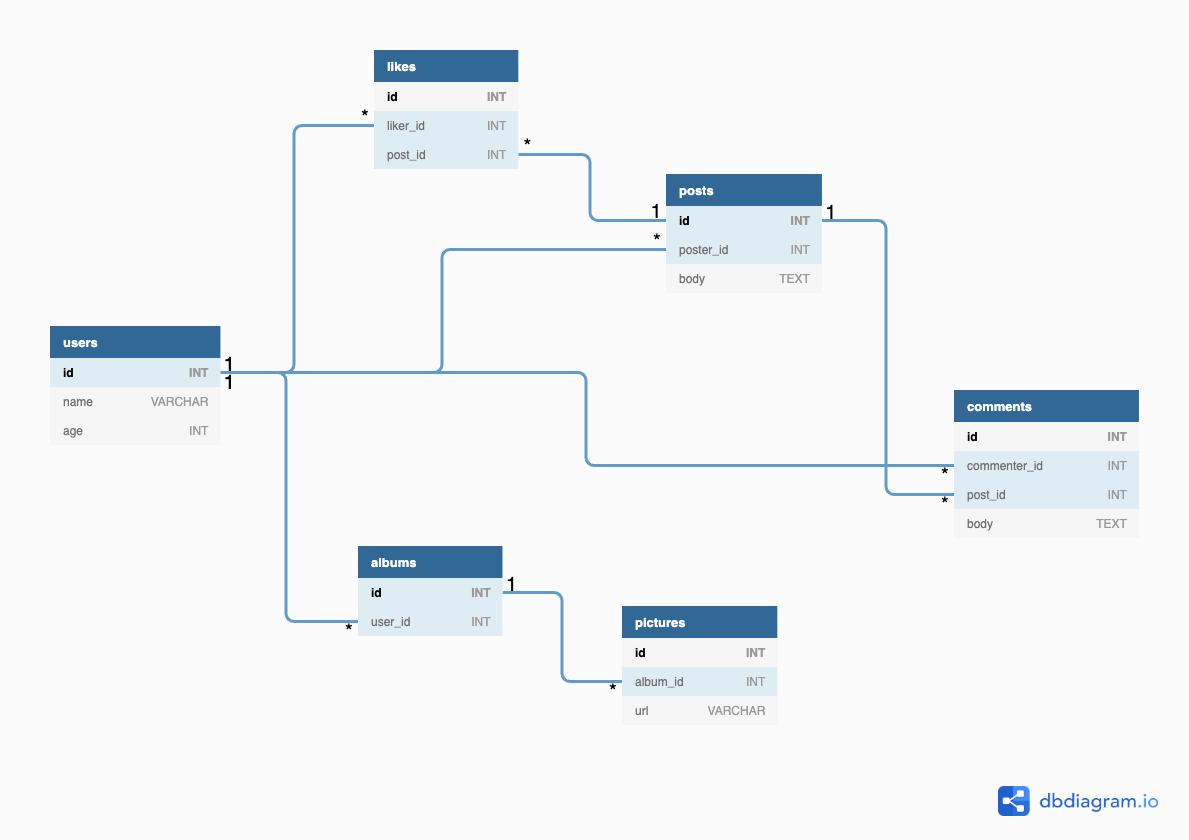 likes
id INT
*
liker_id INT
*
post_id INT
posts
1
id INT
1
*
poster_id INT
body TEXT
users
1
id INT
1
name VARCHAR
age INT
comments
id INT
commenter_id INT
*
post_id INT
*
body TEXT
albums
1
id INT
user_id INT
*
pictures
id INT
album_id INT
*
url VARCHAR
dbdiagram.io